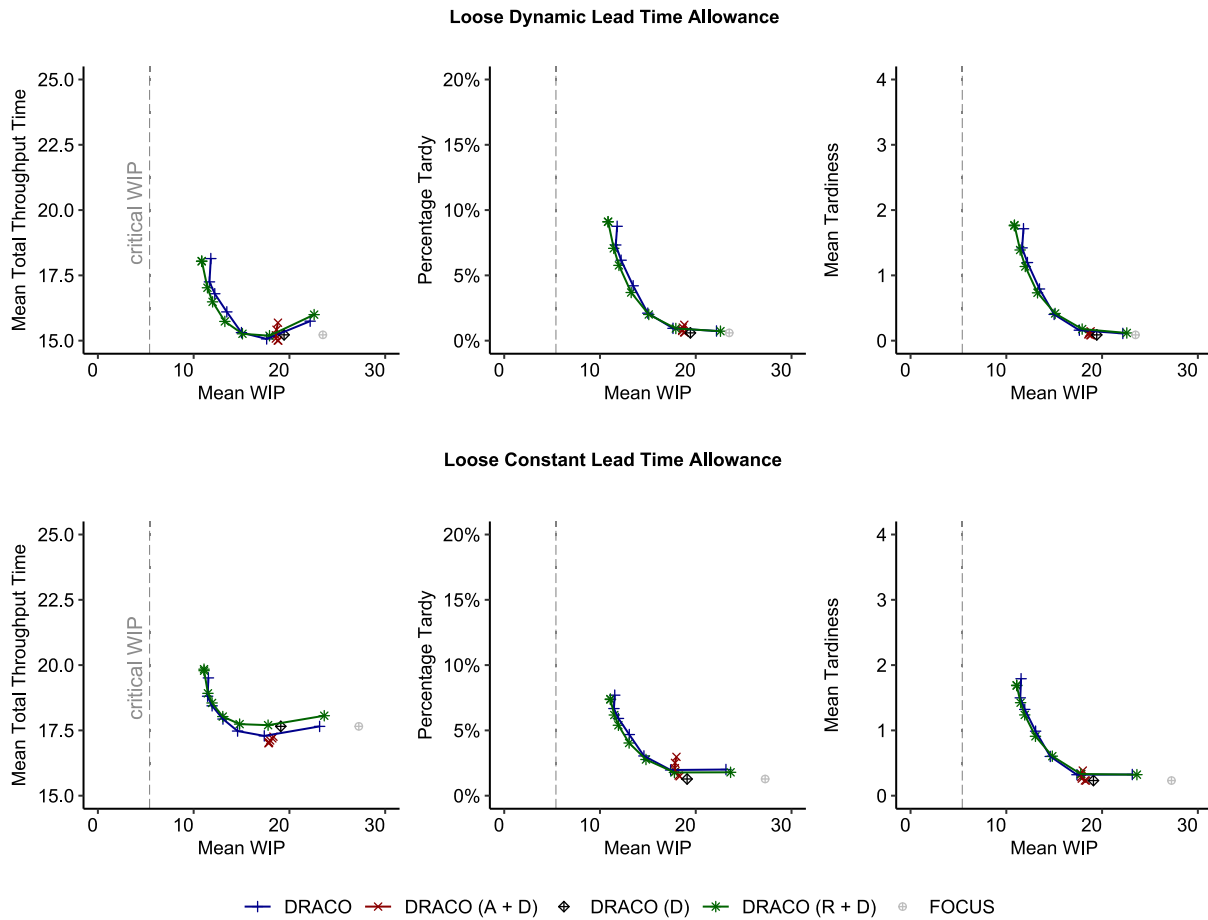 Loose Dynamic Lead Time Allowance
Mean Total Throughput Time
25.0
22.5
20.0
17.5
15.0
critical WIP
0 10 20 30
Mean WIP
Percentage Tardy
20%
15%
10%
5%
0%
0 10 20 30
Mean WIP
Mean Tardiness
4
3
2
1
0
0 10 20 30
Mean WIP
Loose Constant Lead Time Allowance
Mean Total Throughput Time
25.0
22.5
20.0
17.5
15.0
critical WIP
0 10 20 30
Mean WIP
Percentage Tardy
20%
15%
10%
5%
0%
0 10 20 30
Mean WIP
Mean Tardiness
4
3
2
1
0
0 10 20 30
Mean WIP
DRACO DRACO (A + D) DRACO (D) DRACO (R + D) FOCUS